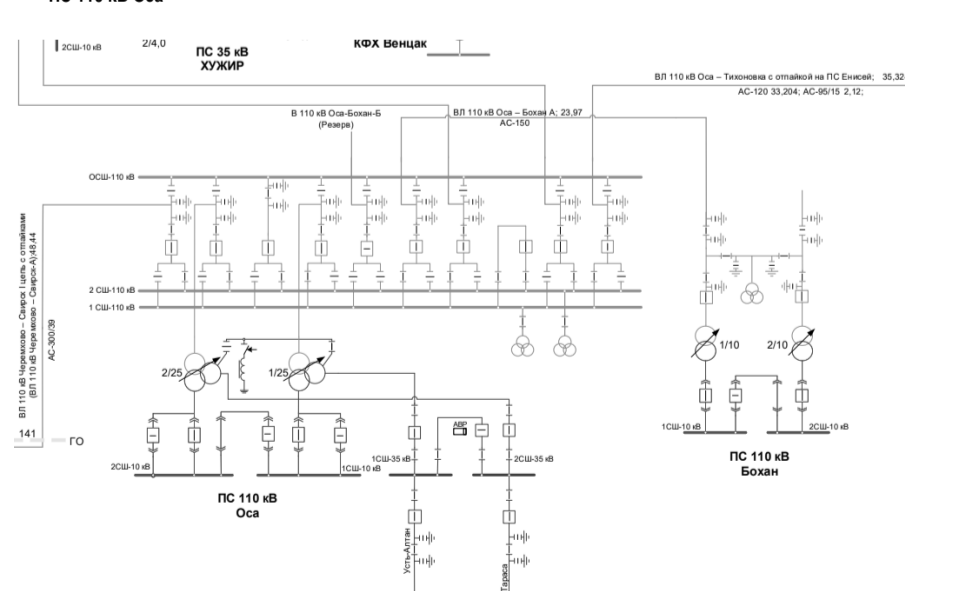 ПС 110 кВ Оса
2СШ-10 кВ
2/4,0
ПС 35 кВ
ХУЖИР
КФХ Венцак
ВЛ 110 кВ Оса – Тихоновка с отпайкой на ПС Енисей; 35,32
АС-120 33,204; АС-95/15 2,12;
В 110 кВ Оса-Бохан-Б
(Резерв)
ВЛ 110 кВ Оса – Бохан А; 23,97
АС-150
ОСШ-110 кВ
2 СШ-110 кВ
1 СШ-110 кВ
ВЛ 110 кВ Черемхово – Свирск I цепь с отпайками
(ВЛ 110 кВ Черемхово – Свирск-А);48,44
АС-300/39
141
ГО
2/25
1/25
1/10
2/10
АВР
1СШ-35 кВ
2СШ-35 кВ
2СШ-10 кВ
1СШ-10 кВ
1СШ-10 кВ
2СШ-10 кВ
ПС 110 кВ
Оса
ПС 110 кВ
Бохан
Усть-Алтан
Тараса